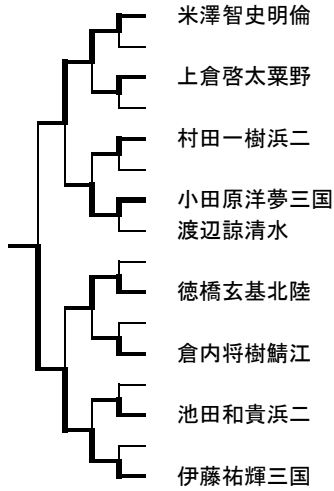 米澤智史明倫
上倉啓太粟野
村田一樹浜二
小田原洋夢三国
渡辺諒清水
徳橋玄基北陸
倉内将樹鯖江
池田和貴浜二
伊藤祐輝三国